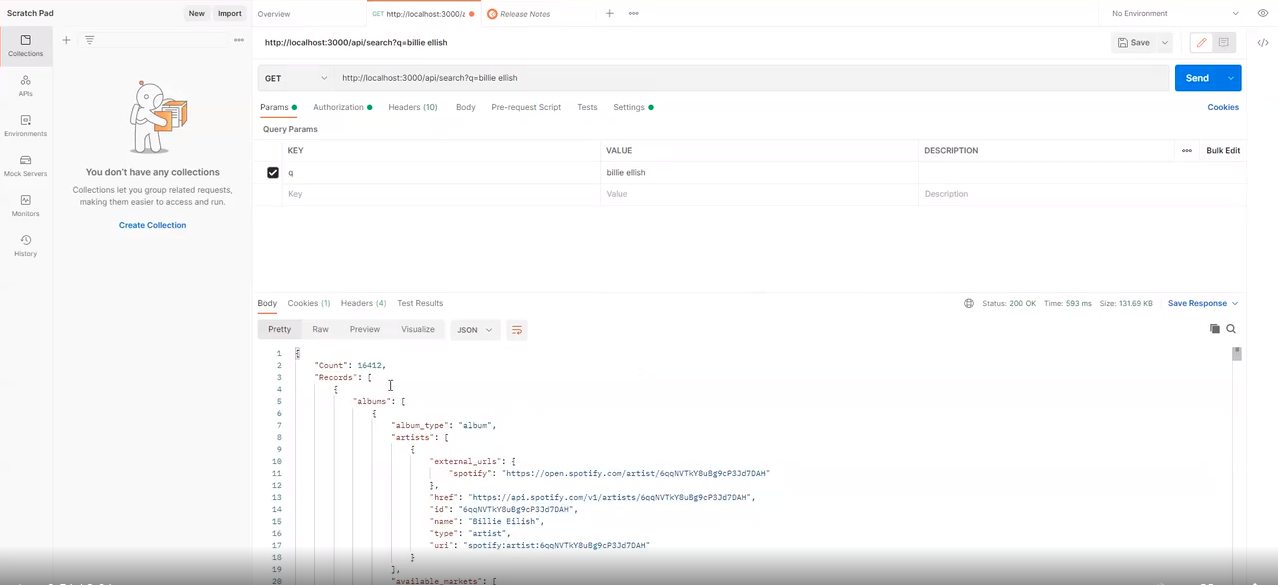 Scratch Pad
New
Import
Overview
GET http://localhost:3000/a
Release Notes
No Environment
Collections
APIs
Environments
Mock Servers
Monitors
History
You don't have any collections
Collections let you group related requests,
making them easier to access and run.
Create Collection
http://localhost:3000/api/search?q=billie ellish
Save
GET
http://localhost:3000/api/search?q=billie ellish
Send
Params
Authorization
Headers (10)
Body
Pre-request Script
Tests
Settings
Cookies
Query Params
KEY
VALUE
DESCRIPTION
Bulk Edit
q
billie ellish
Key
Value
Description
Body
Cookies (1)
Headers (4)
Test Results
Status: 200 OK
Time: 593 ms
Size: 131.69 KB
Save Response
Pretty
Raw
Preview
Visualize
JSON
1 {
2 "Count": 16412,
3 "Records": [
4 {
5 "albums": [
6 {
7 "album_type": "album",
8 "artists": [
9 {
10 "external_urls": {
11 "spotify": "https://open.spotify.com/artist/6qqNVTkY8uBg9cP3Jd7DAH"
12 },
13 "href": "https://api.spotify.com/v1/artists/6qqNVTkY8uBg9cP3Jd7DAH",
14 "id": "6qqNVTkY8uBg9cP3Jd7DAH",
15 "name": "Billie Eilish",
16 "type": "artist",
17 "uri": "spotify:artist:6qqNVTkY8uBg9cP3Jd7DAH"
18 }
19 ],
20 "available_markets": [